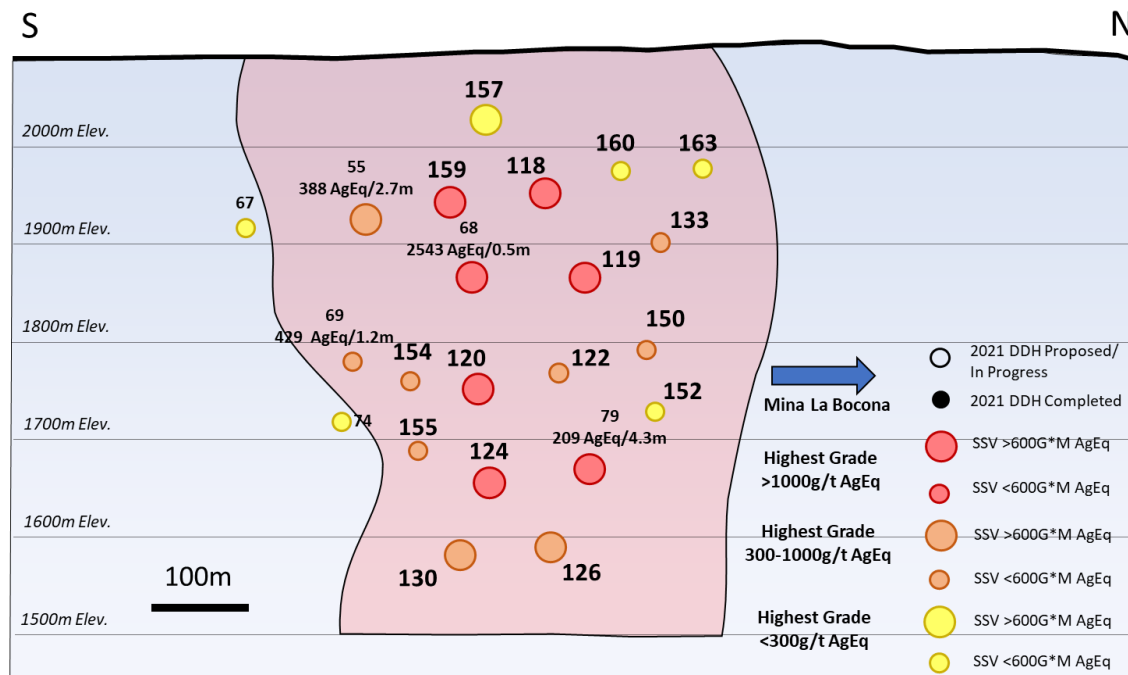 S
N
157
2000m Elev.
160
163
55
388 AgEq/2.7m
159
118
67
1900m Elev.
68
2543 AgEq/0.5m
133
119
69
429 AgEq/1.2m
1800m Elev.
150
154
120
122
2021 DDH Proposed/
In Progress
152
Mina La Bocona
2021 DDH Completed
74
1700m Elev.
155
79
209 AgEq/4.3m
124
Highest Grade
>1000g/t AgEq
SSV >600G*M AgEq
SSV <600G*M AgEq
1600m Elev.
Highest Grade
300-1000g/t AgEq
SSV >600G*M AgEq
SSV <600G*M AgEq
130
126
100m
1500m Elev.
Highest Grade
<300g/t AgEq
SSV >600G*M AgEq
SSV <600G*M AgEq